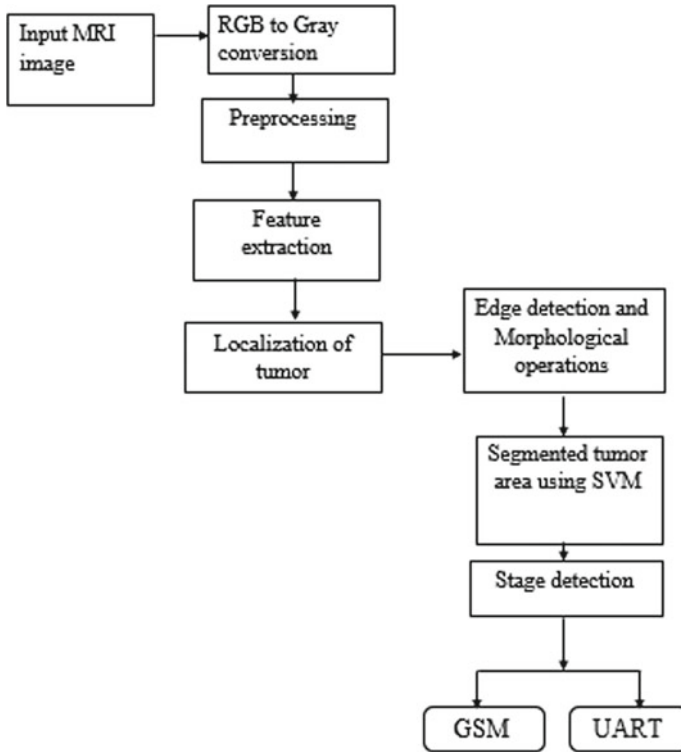 Input MRI
image
RGB to Gray
conversion
Preprocessing
Feature
extraction
Localization of
tumor
Edge detection and
Morphological
operations
Segmented tumor
area using SVM
Stage detection
GSM
UART